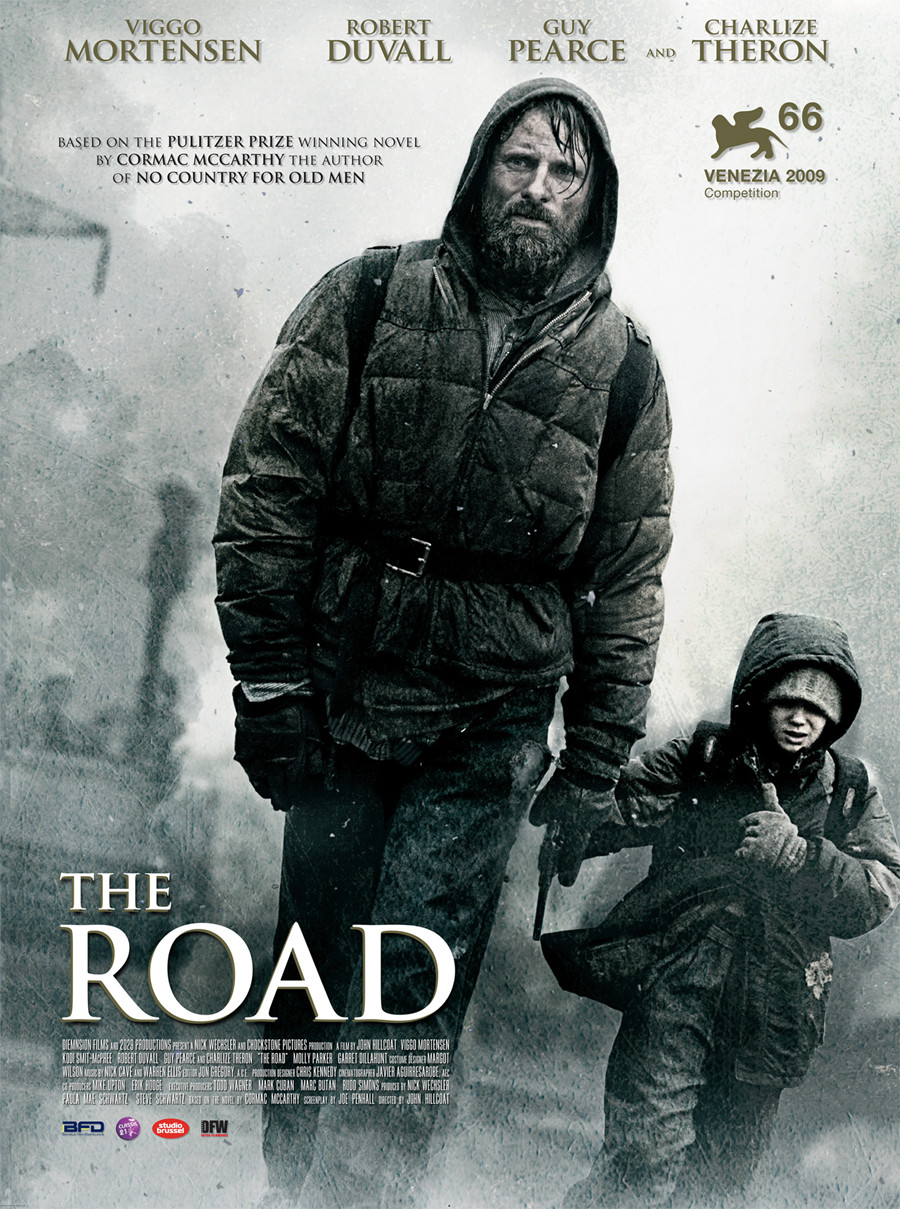 VIGGO
MORTENSEN
ROBERT
DUVALL
GUY
PEARCE
AND
CHARLIZE
THERON
BASED ON THE PULITZER PRIZE WINNING NOVEL
BY CORMAC MCCARTHY THE AUTHOR
OF NO COUNTRY FOR OLD MEN
66
VENEZIA 2009
Competition
THE
ROAD
DIEMNSION FILMS AND 2929 PRODUCTIONS PRESENT A NICK WECHSLER AND CHOCKSTONE PICTURES PRODUCTION A FILM BY JOHN HILLCOAT VIGGO MORTENSEN
KODI SMIT-MCPHEE ROBERT DUVALL GUY PEARCE AND CHARLIZE THERON "THE ROAD" MOLLY PARKER GARRET DILLAHUNT COSTUME DESIGNER MARGOT
WILSON MUSIC BY NICK CAVE AND WARREN ELLIS EDITOR JON GREGORY, A.C.E. PRODUCTION DESIGNER CHRIS KENNEDY CINEMATOGRAPHER JAVIER AGUIRRESAROBE, AEC
CO-PRODUCERS MIKE UPTON ERIK HODGE EXECUTIVE PRODUCERS TODD WAGNER MARK CUBAN MARC BUTAN RUDD SIMONS PRODUCED BY NICK WECHSLER
PAULA MAE SCHWARTZ STEVE SCHWARTZ BASED ON THE NOVEL BY CORMAC MCCARTHY SCREENPLAY BY JOE PENHALL DIRECTED BY JOHN HILLCOAT
BFD
CLASSIC 21
studio
brussel
DFW